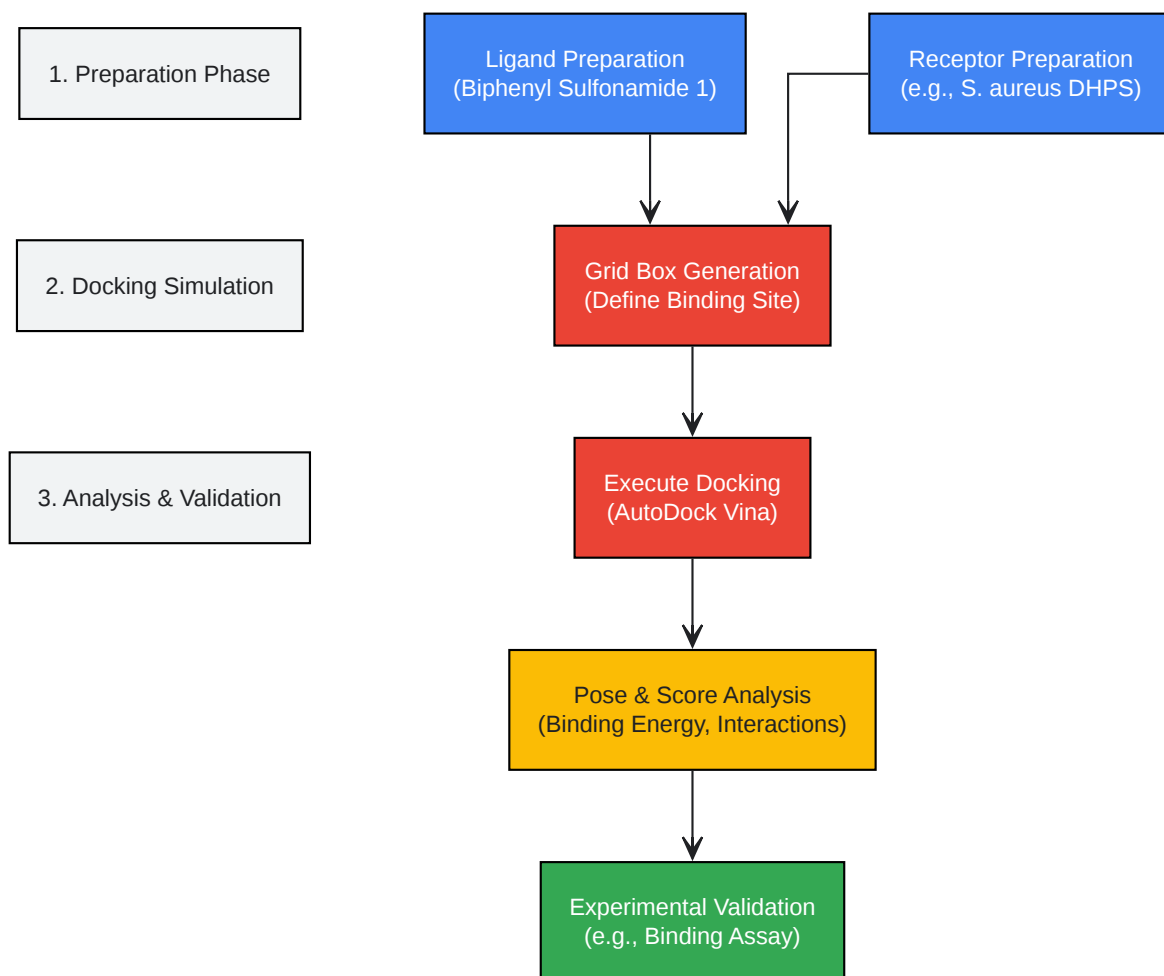 1. Preparation Phase
Ligand Preparation
(Biphenyl Sulfonamide 1)
Receptor Preparation
(e.g., S. aureus DHPS)
2. Docking Simulation
Grid Box Generation
(Define Binding Site)
3. Analysis & Validation
Execute Docking
(AutoDock Vina)
Pose & Score Analysis
(Binding Energy, Interactions)
Experimental Validation
(e.g., Binding Assay)